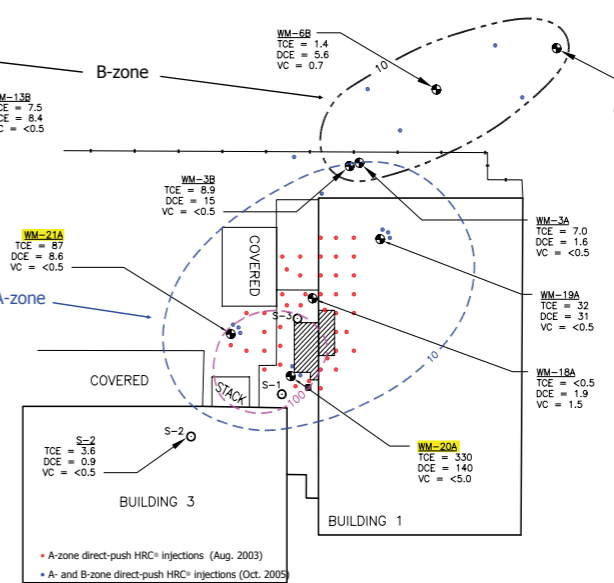 WM-6B
TCE = 1.4
DCE = 5.6
VC = 0.7
10
B-zone
WM-13B
CE = 7.5
CE = 8.4
C = <0.5
WM-3B
TCE = 8.9
DCE = 15
VC = <0.5
WM-3A
TCE = 7.0
DCE = 1.6
VC = <0.5
WM-21A
TCE = 87
DCE = 8.6
VC = <0.5
COVERED
A-zone
WM-19A
TCE = 32
DCE = 31
VC = <0.5
S-3
10
WM-18A
TCE = <0.5
DCE = 1.9
VC = 1.5
COVERED
STACK
S-1
100
S-2
TCE = 3.6
DCE = 0.9
VC = <0.5
S-2
WM-20A
TCE = 330
DCE = 140
VC = <5.0
BUILDING 3
BUILDING 1
A-zone direct-push HRC® injections (Aug. 2003)
A- and B-zone direct-push HRC® injections (Oct. 2005)